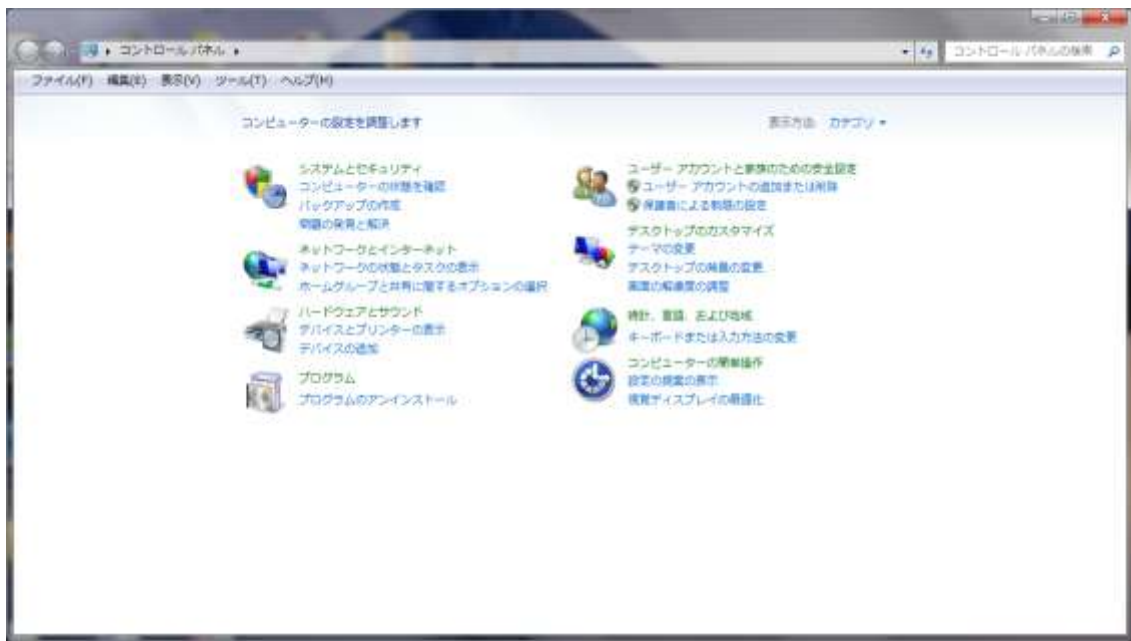 コントロール パネル
コントロール パネルの検索
ファイル(F) 編集(E) 表示(V) ツール(T) ヘルプ(H)
コンピューターの設定を調整します
表示方法: カテゴリ
システムとセキュリティ
コンピューターの状態を確認
バックアップの作成
問題の発見と解決
ネットワークとインターネット
ネットワークの状態とタスクの表示
ホームグループと共有に関するオプションの選択
ハードウェアとサウンド
デバイスとプリンターの表示
デバイスの追加
プログラム
プログラムのアンインストール
ユーザー アカウントと家族のための安全設定
ユーザー アカウントの追加または削除
保護者による制限の設定
デスクトップのカスタマイズ
テーマの変更
デスクトップの背景の変更
画面の解像度の調整
時計、言語、および地域
キーボードまたは入力方法の変更
コンピューターの簡単操作
設定の提案の表示
視覚ディスプレイの最適化